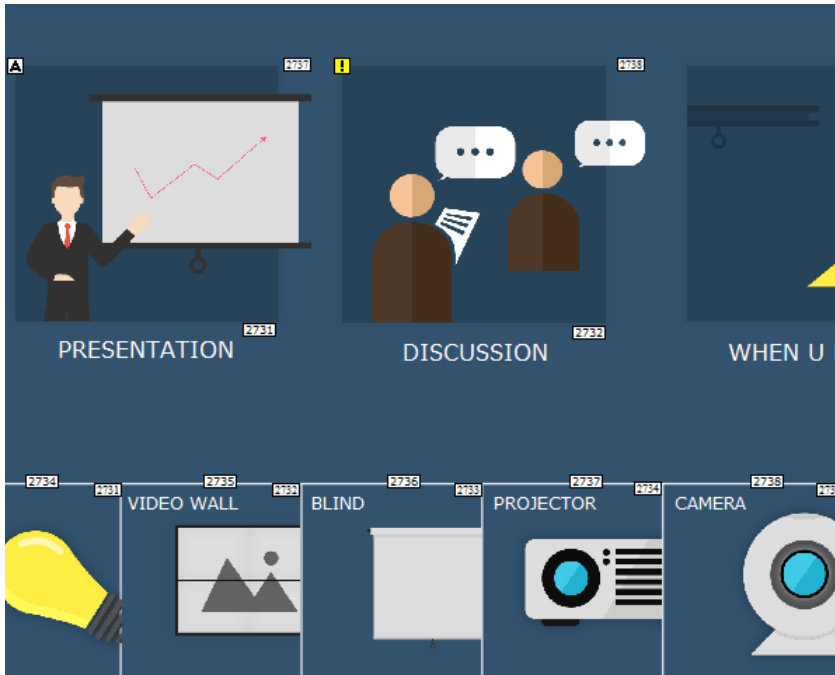 A 2737 ! 2738
2731 2732
PRESENTATION DISCUSSION WHEN U
2734 2735 2736 2737 2738
2731 2732 2733 2734
VIDEO WALL BLIND PROJECTOR CAMERA